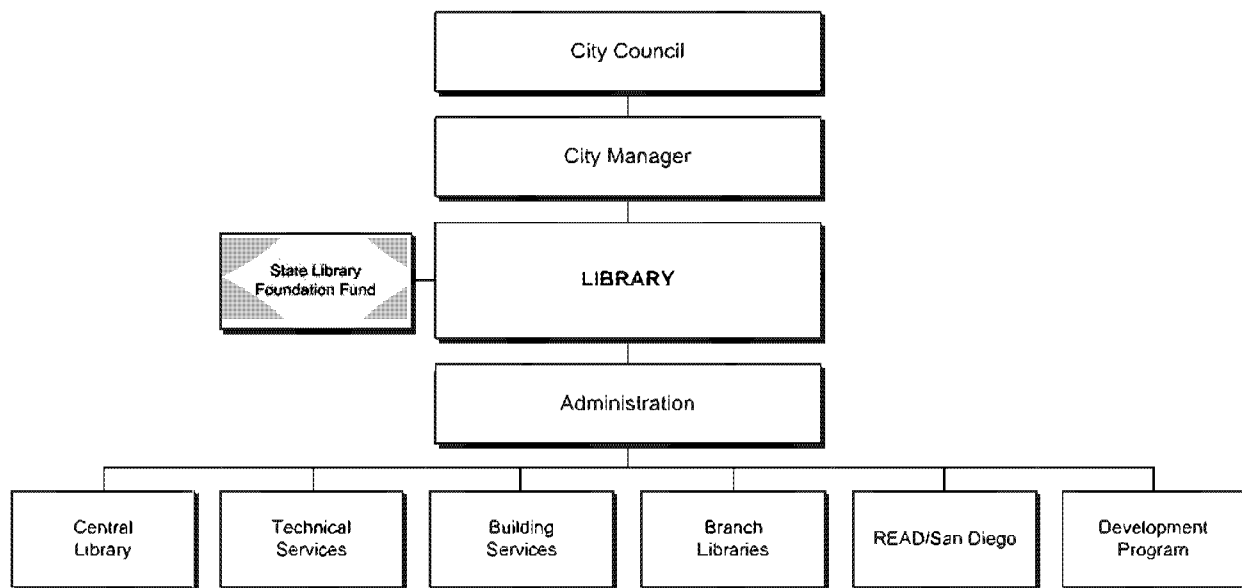 City Council
City Manager
State Library
Foundation Fund
LIBRARY
Administration
Central
Library
Technical
Services
Building
Services
Branch
Libraries
READ/San Diego
Development
Program